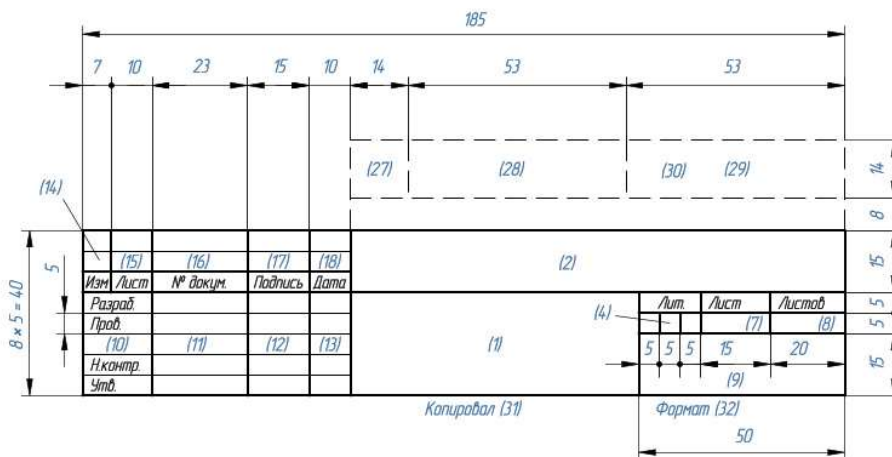 185
7 10 23 15 10 14 53 53
(27) (28) (30) (29) 14
(14) 8
(15) (16) (17) (18) (2) 15
Изм Лист № докум. Подпись Дата
5
8 × 5 = 40
Разраб. Лит. Лист Листов 5
Пров. (4) (7) (8) 5
(10) (11) (12) (13) (1) 5 5 5 15 20 15
Н.контр. (9)
Утв.
Копировал (31) Формат (32)
50